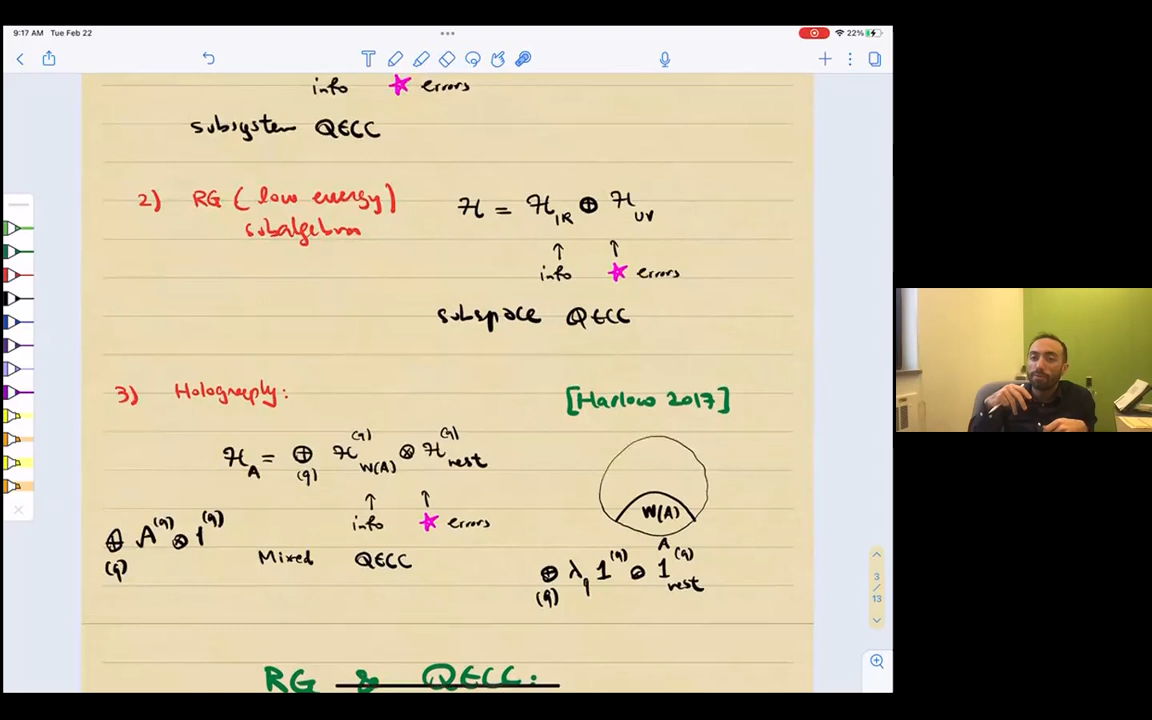 9:17 AM Tue Feb 22
22%
info ☆ errors
subsystem QECC
2) RG (low energy) subalgebra
H = H_IR ⊕ H_UV
↑ ↑
info ☆ errors
subspace QECC
3) Holography: [Harlow 2017]
H_A = ⊕_(q) H^(q)_W(A) ⊗ H^(q)_rest
W(A)
A
↑ ↑
info ☆ errors
⊕_(q) A^(q) ⊗ 1^(q)
Mixed QECC
⊕_(q) λ_q 1^(q) ⊗ 1^(q)_rest
3 / 13
RG & QECC: